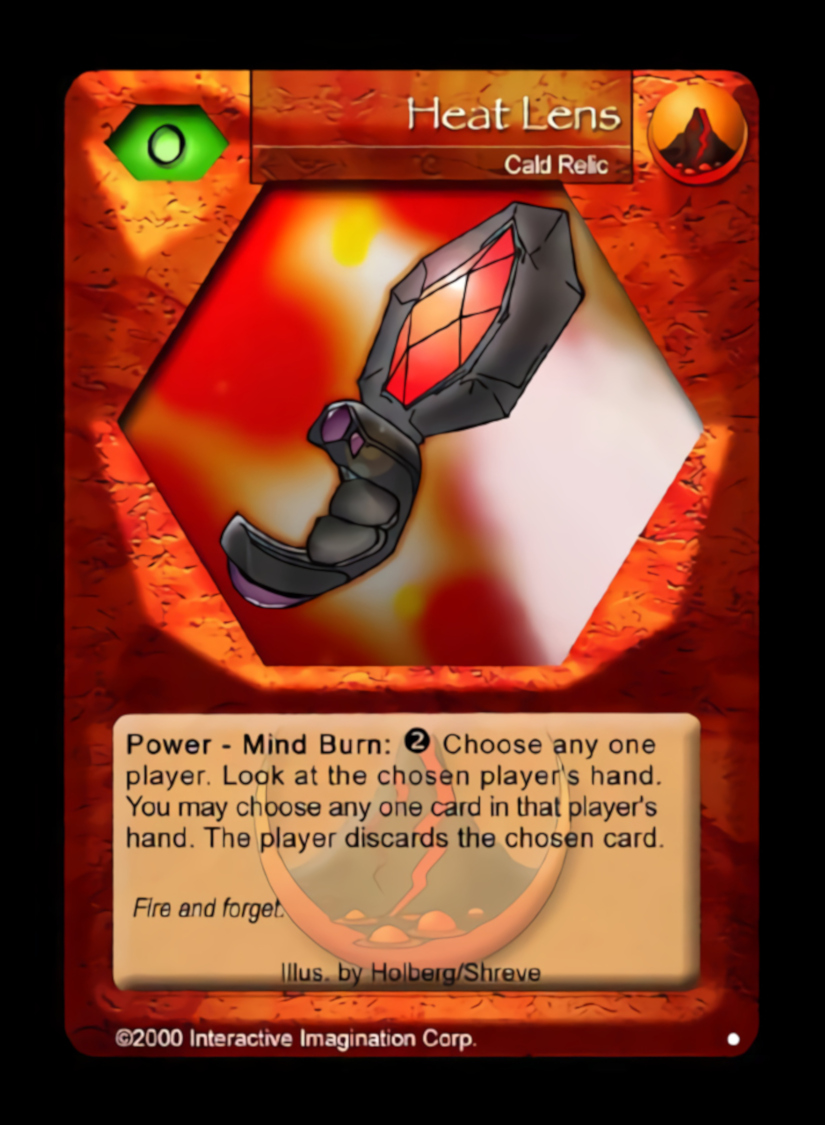 0
Heat Lens
Cald Relic
Power - Mind Burn: ❷ Choose any one
player. Look at the chosen player's hand.
You may choose any one card in that player's
hand. The player discards the chosen card.
Fire and forget.
Illus. by Holberg/Shreve
©2000 Interactive Imagination Corp.